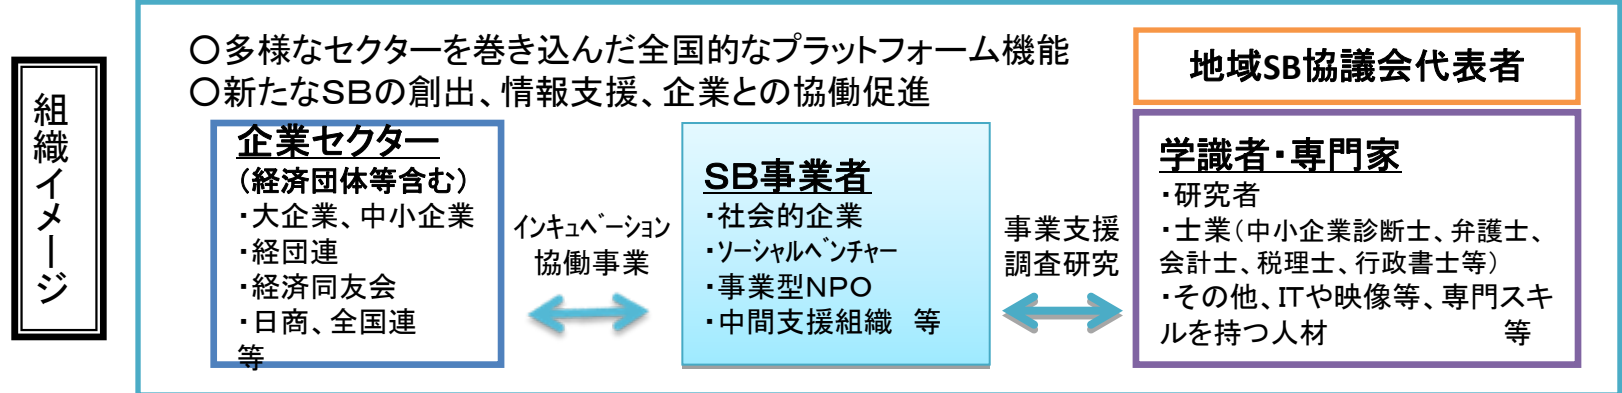 組織イメージ
〇多様なセクターを巻き込んだ全国的なプラットフォーム機能
〇新たなSBの創出、情報支援、企業との協働促進
企業セクター
（経済団体等含む）
・大企業、中小企業
・経団連
・経済同友会
・日商、全国連
等
インキュベーション
協働事業
SB事業者
・社会的企業
・ソーシャルベンチャー
・事業型NPO
・中間支援組織　等
事業支援
調査研究
地域SB協議会代表者
学識者・専門家
・研究者
・士業（中小企業診断士、弁護士、
会計士、税理士、行政書士等）
・その他、ITや映像等、専門スキ
ルを持つ人材　等